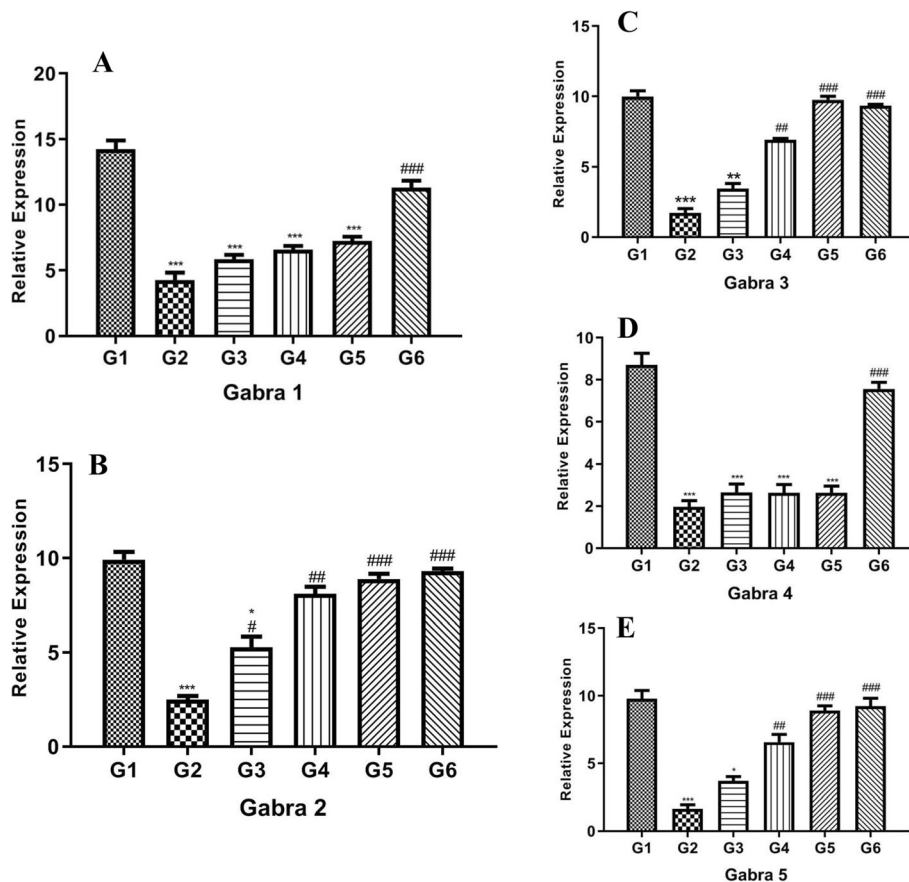 A
Relative Expression
20
15
10
5
0
***
***
***
***
###
G1 G2 G3 G4 G5 G6
Gabra 1
B
Relative Expression
15
10
5
0
***
*
#
##
###
###
G1 G2 G3 G4 G5 G6
Gabra 2
C
Relative Expression
15
10
5
0
***
**
##
###
###
G1 G2 G3 G4 G5 G6
Gabra 3
D
Relative Expression
10
8
6
4
2
0
***
***
***
***
###
G1 G2 G3 G4 G5 G6
Gabra 4
E
Relative Expression
15
10
5
0
***
*
##
###
###
G1 G2 G3 G4 G5 G6
Gabra 5